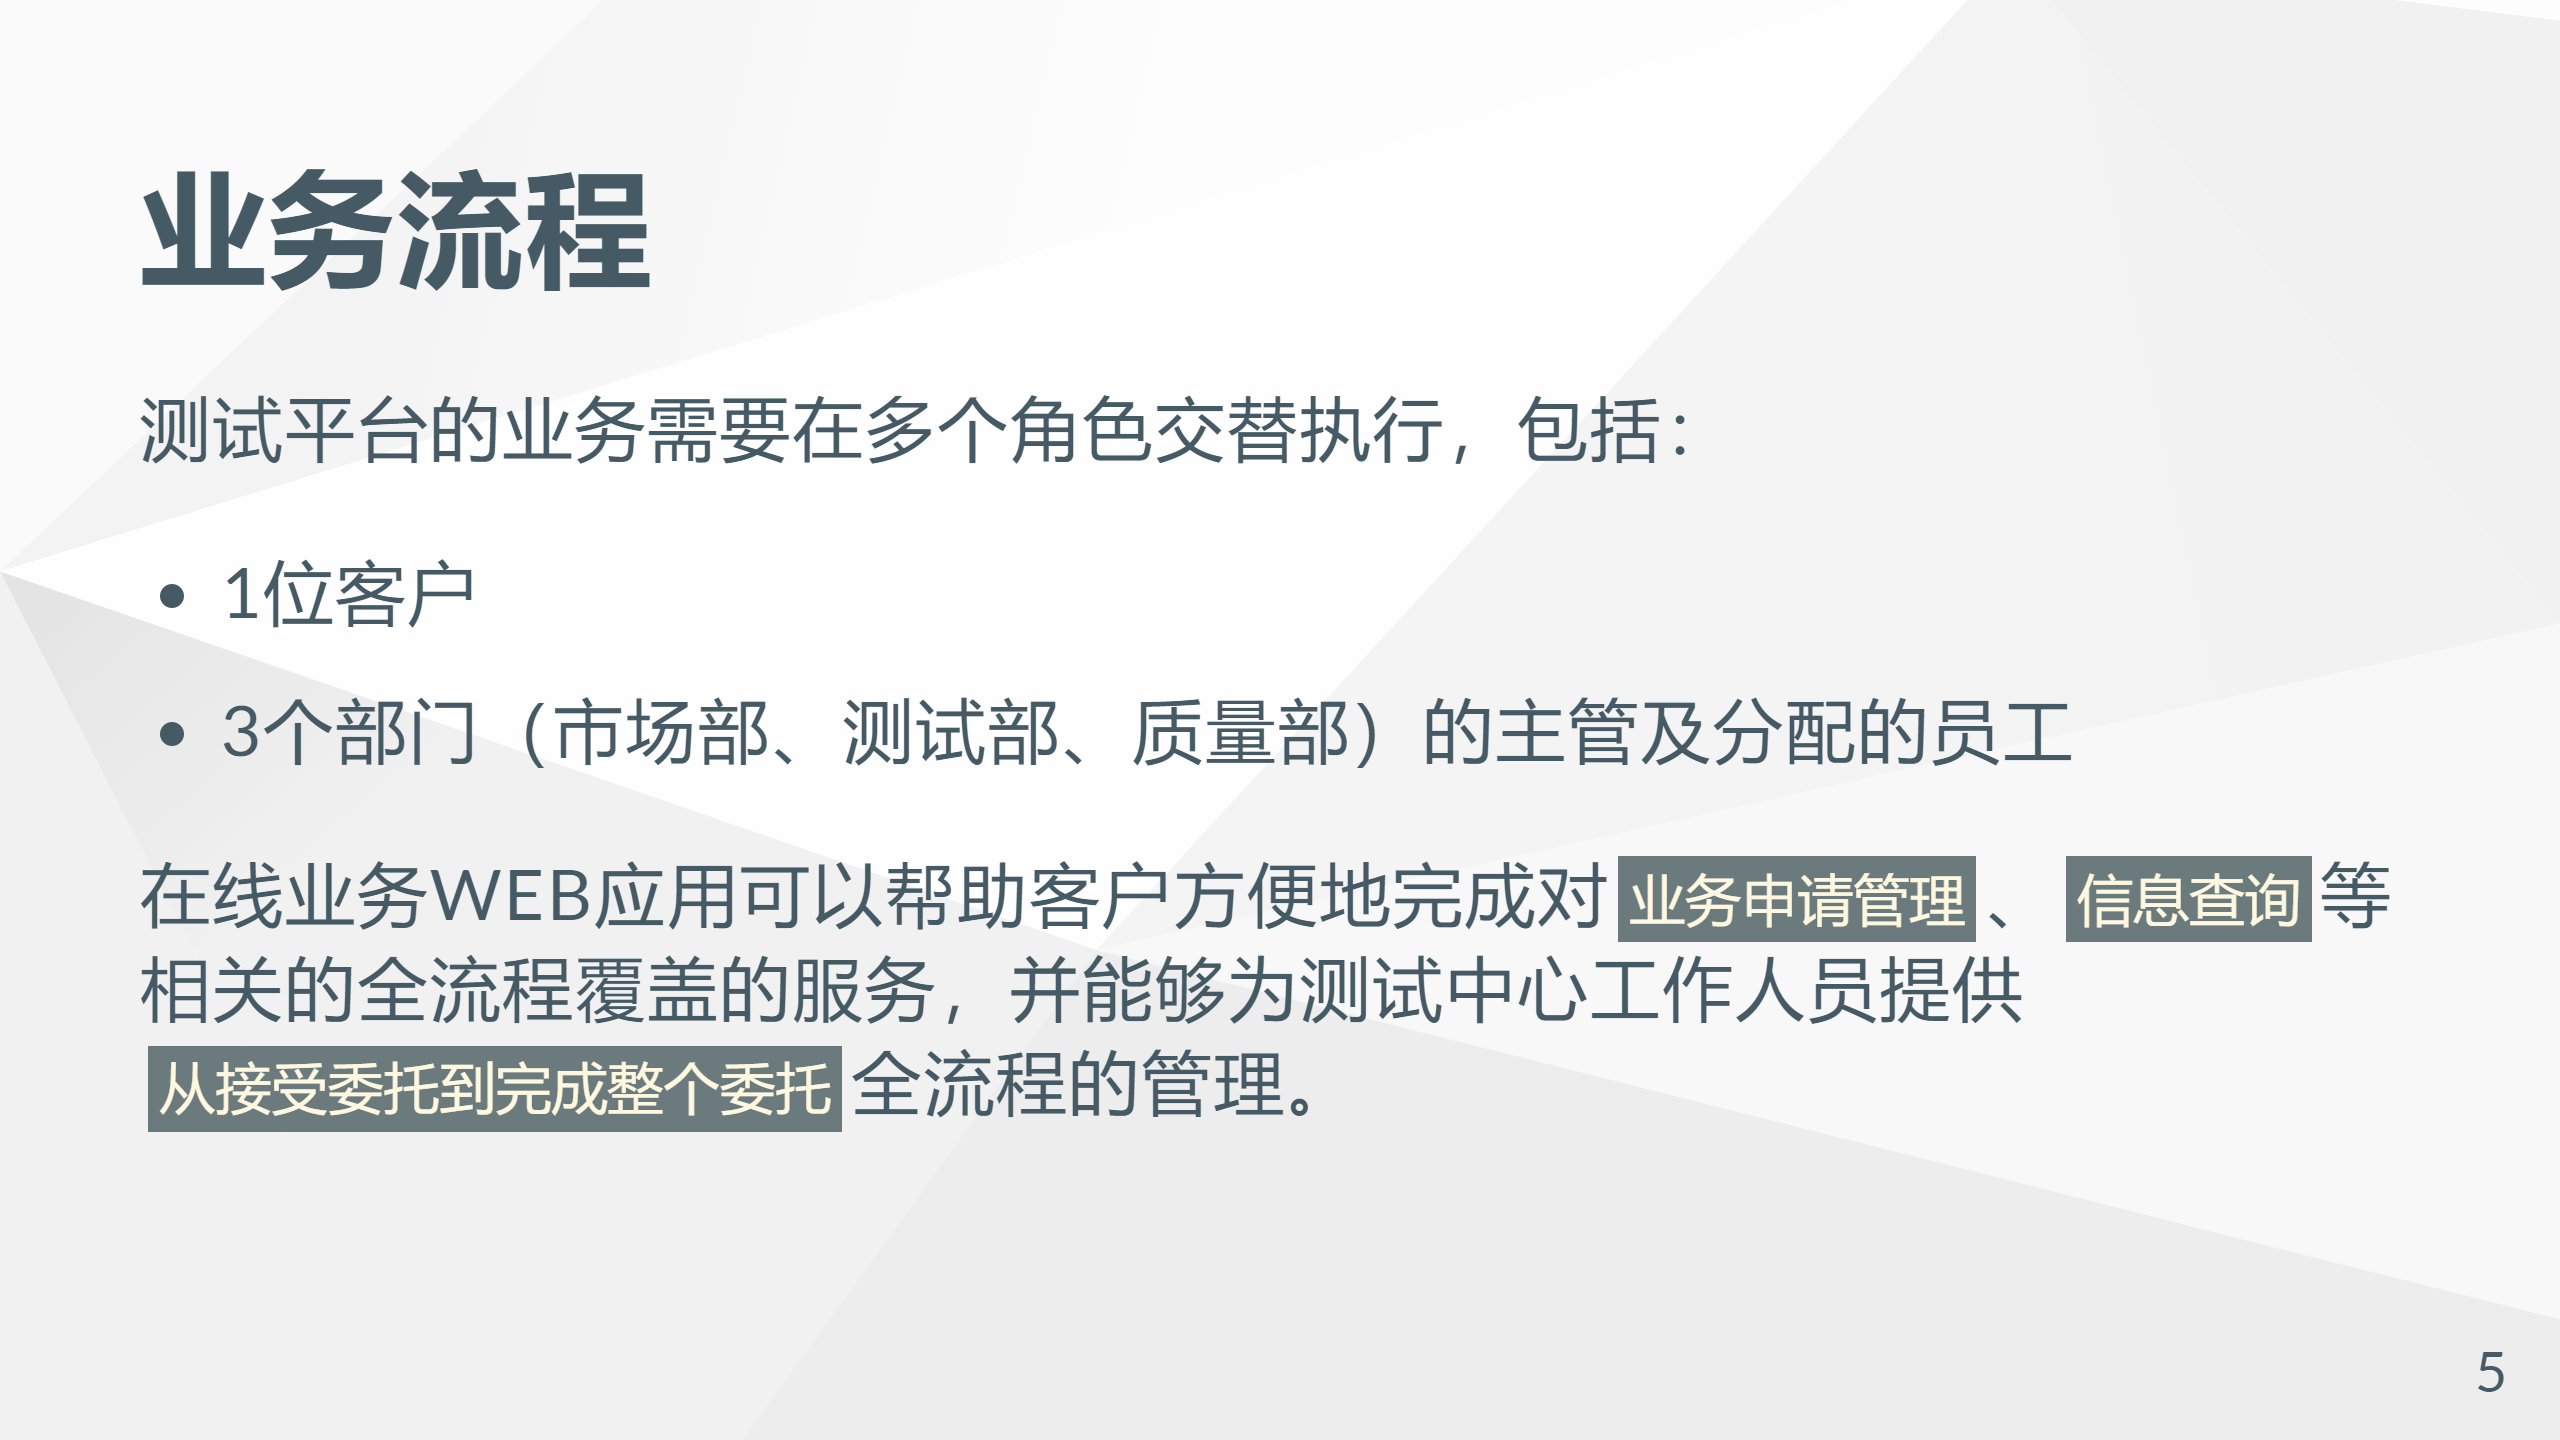 业务流程
测试平台的业务需要在多个角色交替执行，包括：
• 1位客户
• 3个部门（市场部、测试部、质量部）的主管及分配的员工
在线业务WEB应用可以帮助客户方便地完成对 业务申请管理 、 信息查询 等
相关的全流程覆盖的服务，并能够为测试中心工作人员提供
从接受委托到完成整个委托 全流程的管理。
5